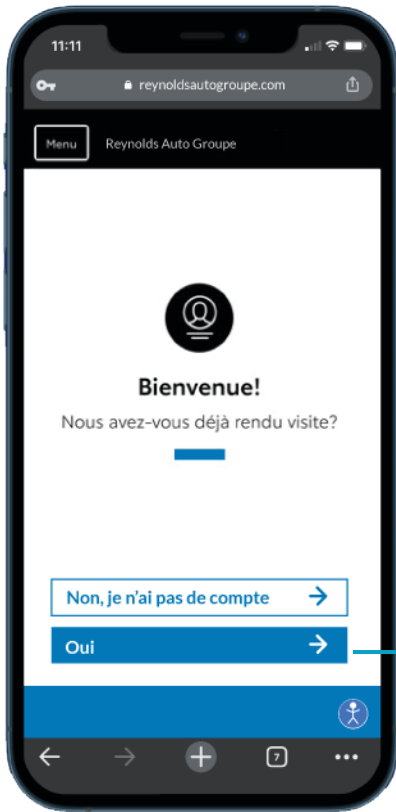 11:11
reynoldsautogroupe.com
Menu Reynolds Auto Groupe
Bienvenue!
Nous avez-vous déjà rendu visite?
Non, je n'ai pas de compte
Oui
7